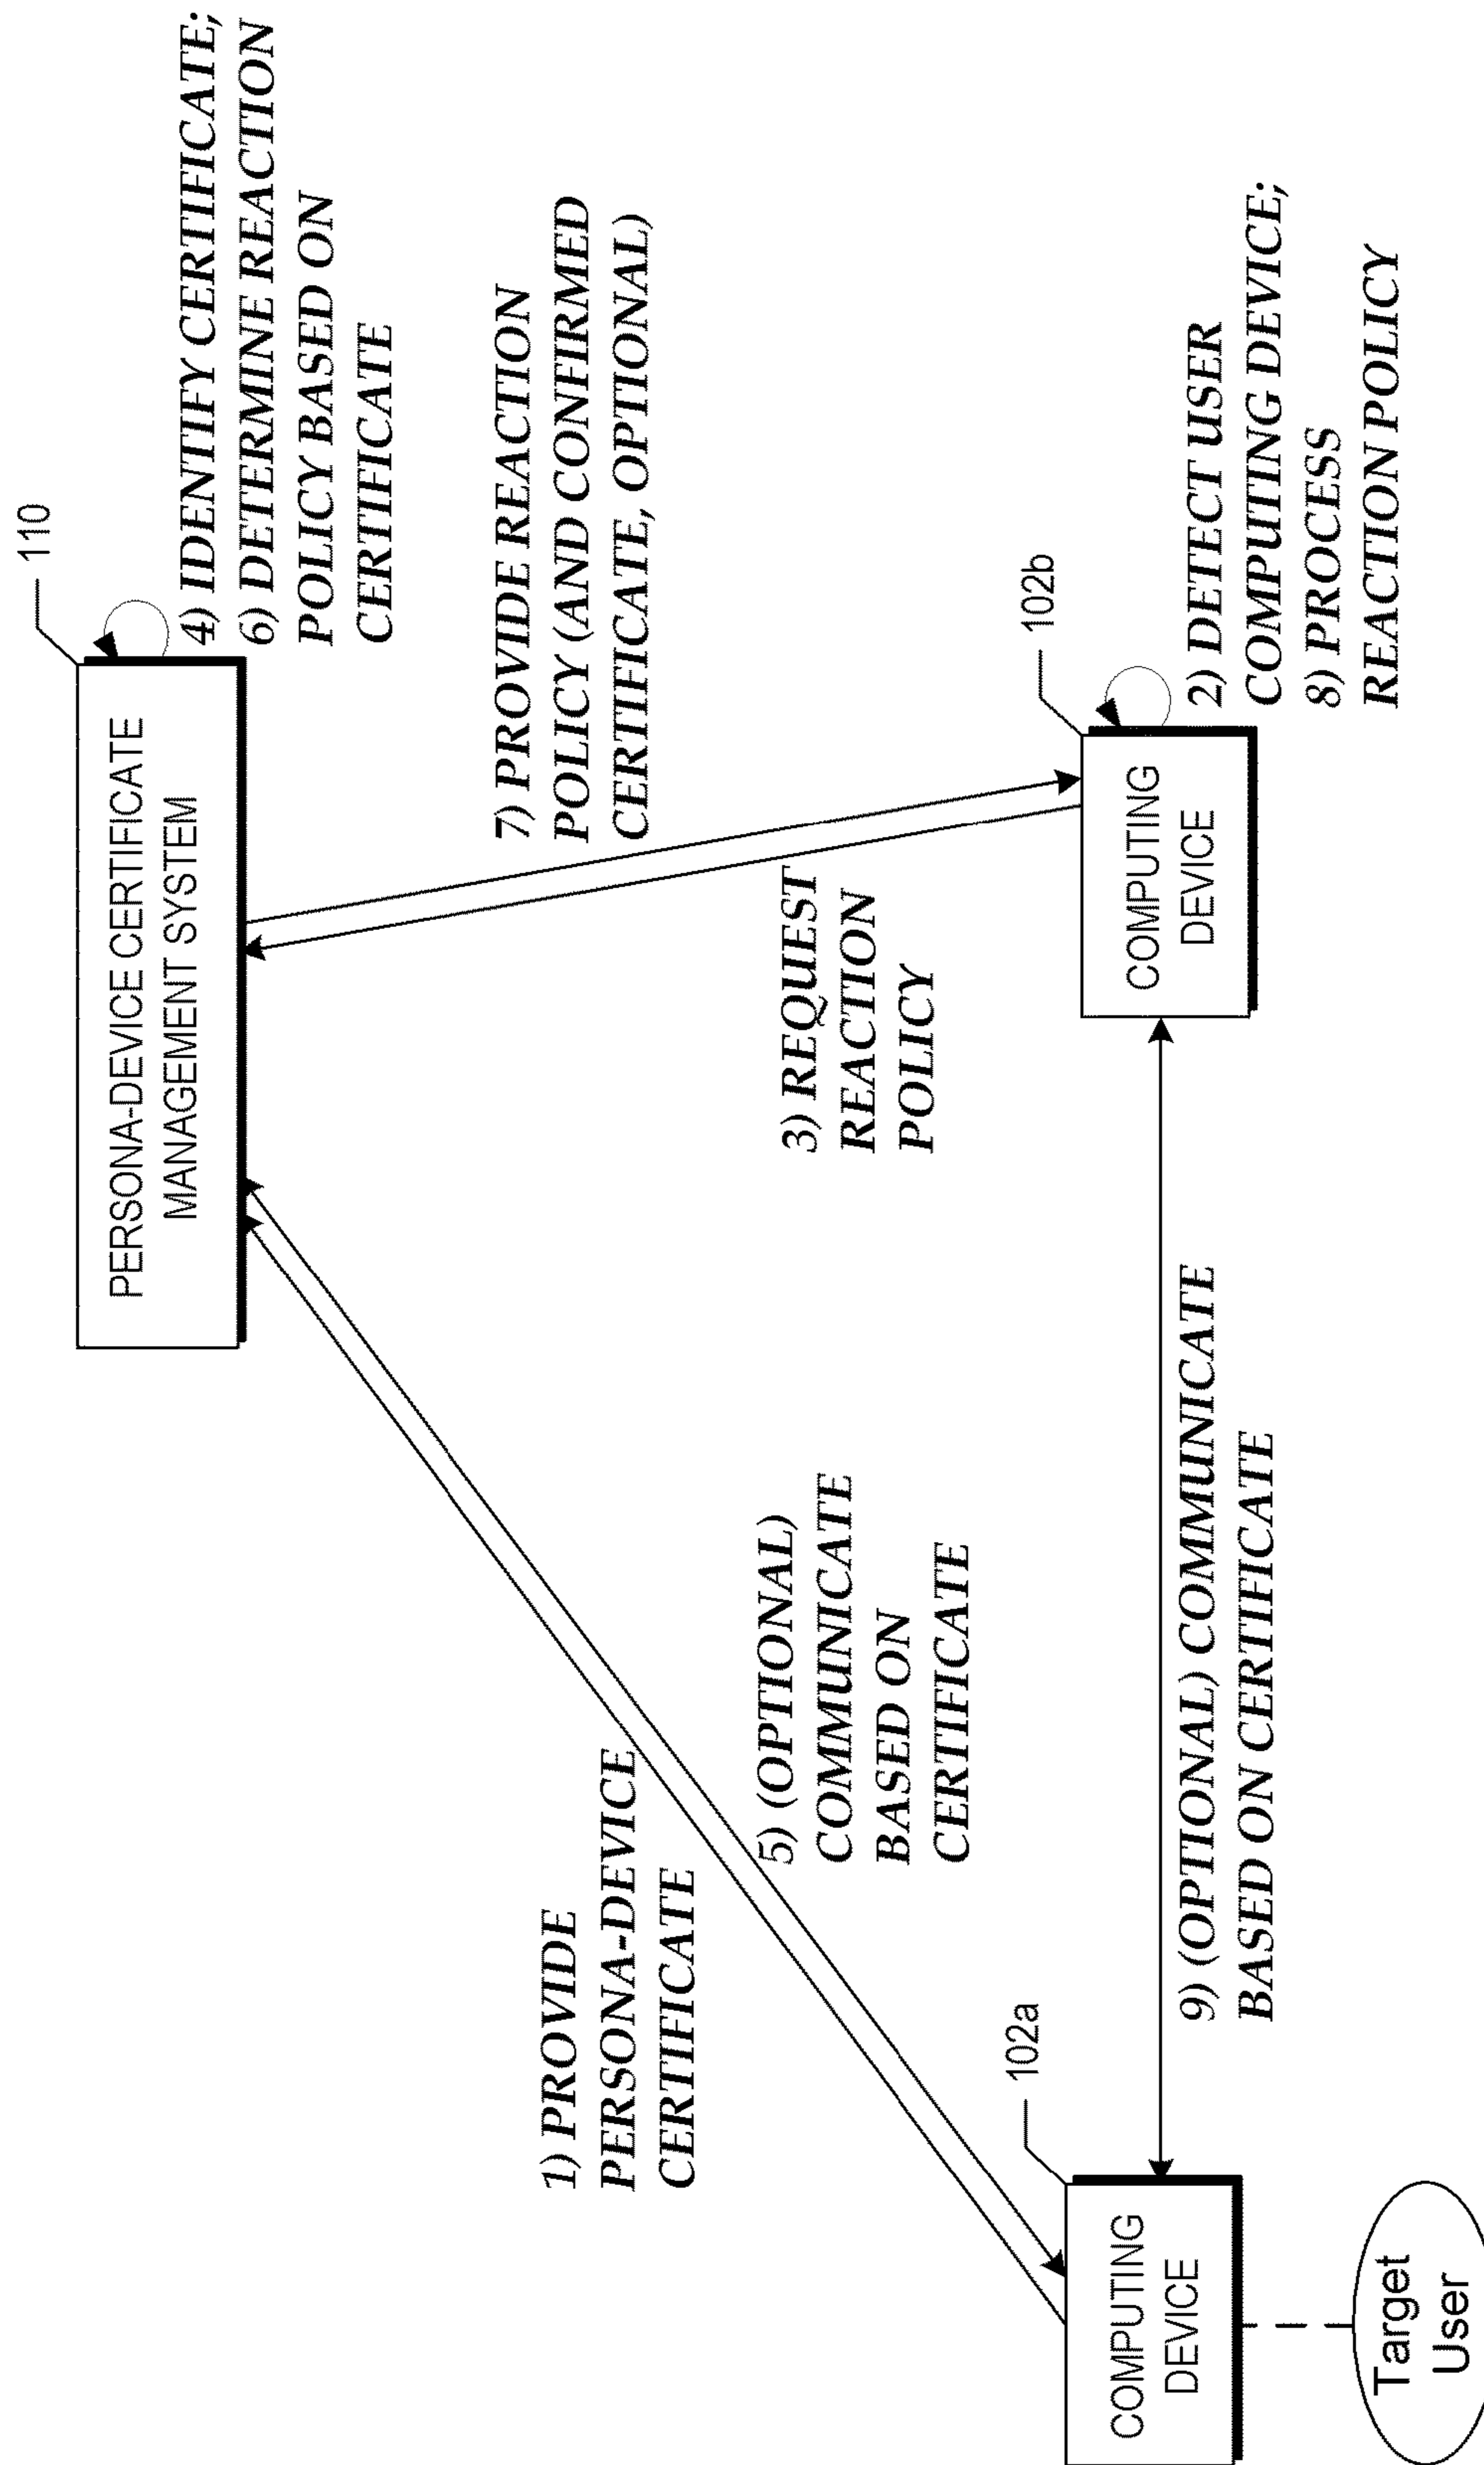 110
PERSONA-DEVICE CERTIFICATE
MANAGEMENT SYSTEM
4) IDENTIFY CERTIFICATE;
6) DETERMINE REACTION
POLICY BASED ON
CERTIFICATE
1) PROVIDE
PERSONA-DEVICE
CERTIFICATE
7) PROVIDE REACTION
POLICY (AND CONFIRMED
CERTIFICATE, OPTIONAL)
5) (OPTIONAL)
COMMUNICATE
BASED ON
CERTIFICATE
3) REQUEST
REACTION
POLICY
102a
COMPUTING
DEVICE
102b
COMPUTING
DEVICE
2) DETECT USER
COMPUTING DEVICE;
8) PROCESS
REACTION POLICY
9) (OPTIONAL) COMMUNICATE
BASED ON CERTIFICATE
Target
User